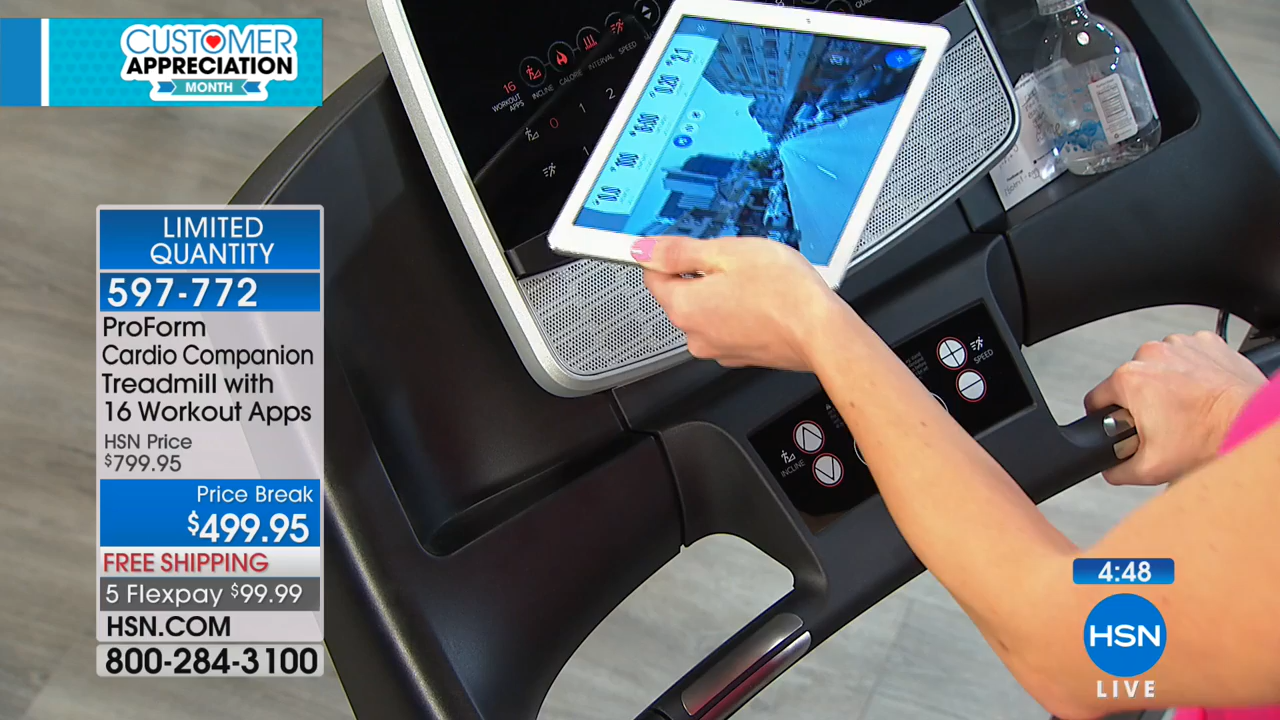 CUSTOMER
APPRECIATION
MONTH
LIMITED
QUANTITY
597-772
ProForm
Cardio Companion
Treadmill with
16 Workout Apps
HSN Price
$799.95
Price Break
$499.95
FREE SHIPPING
5 Flexpay $99.99
HSN.COM
800-284-3100
16
WORKOUT
APPS
INCLINE
CALORIE
INTERVAL
SPEED
0
1
2
1
SPEED
INCLINE
4:48
HSN
LIVE